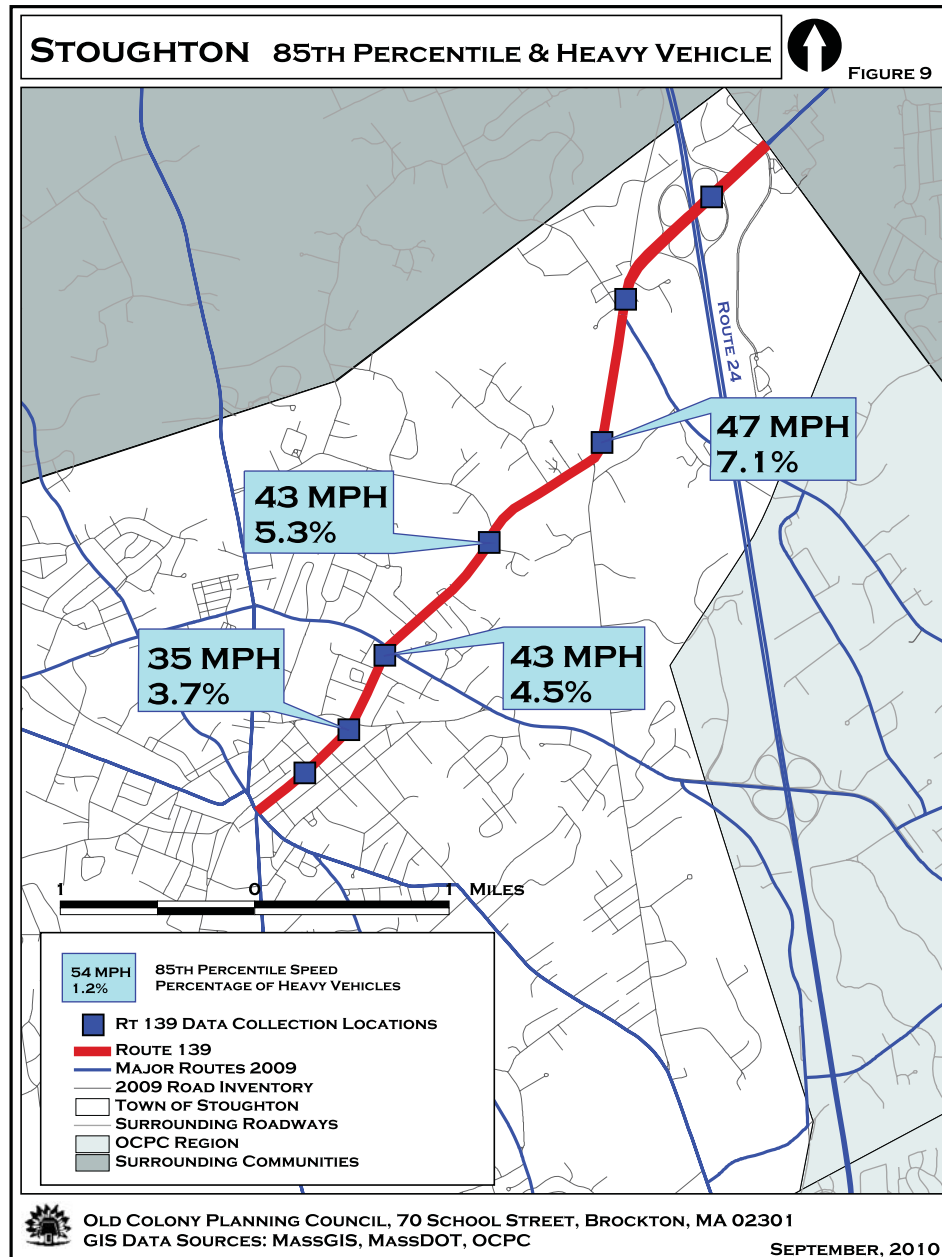 STOUGHTON 85TH PERCENTILE & HEAVY VEHICLE
FIGURE 9
ROUTE 24
47 MPH
7.1%
43 MPH
5.3%
35 MPH
3.7%
43 MPH
4.5%
1 0 1 MILES
54 MPH
1.2%
85TH PERCENTILE SPEED
PERCENTAGE OF HEAVY VEHICLES
RT 139 DATA COLLECTION LOCATIONS
ROUTE 139
MAJOR ROUTES 2009
2009 ROAD INVENTORY
TOWN OF STOUGHTON
SURROUNDING ROADWAYS
OCPC REGION
SURROUNDING COMMUNITIES
OLD COLONY PLANNING COUNCIL, 70 SCHOOL STREET, BROCKTON, MA 02301
GIS DATA SOURCES: MASSGIS, MASSDOT, OCPC
SEPTEMBER, 2010